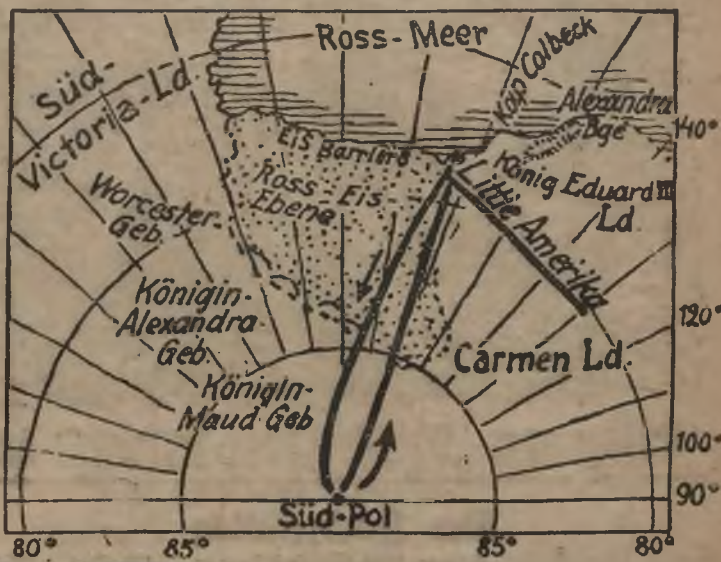 Ross-Meer
Süd-
Victoria-Ld
Kap Colbeck
Alexandra
Bge
140°
Eis Barriere
Ross-Eis
Ebene
König Eduard VII
Ld
Little Amerika
Worcester-
Geb.
Königin-
Alexandra
Geb.
120°
Carmen Ld.
Königin-
Maud Geb
100°
90°
Süd-Pol
80°
85°
85°
80°